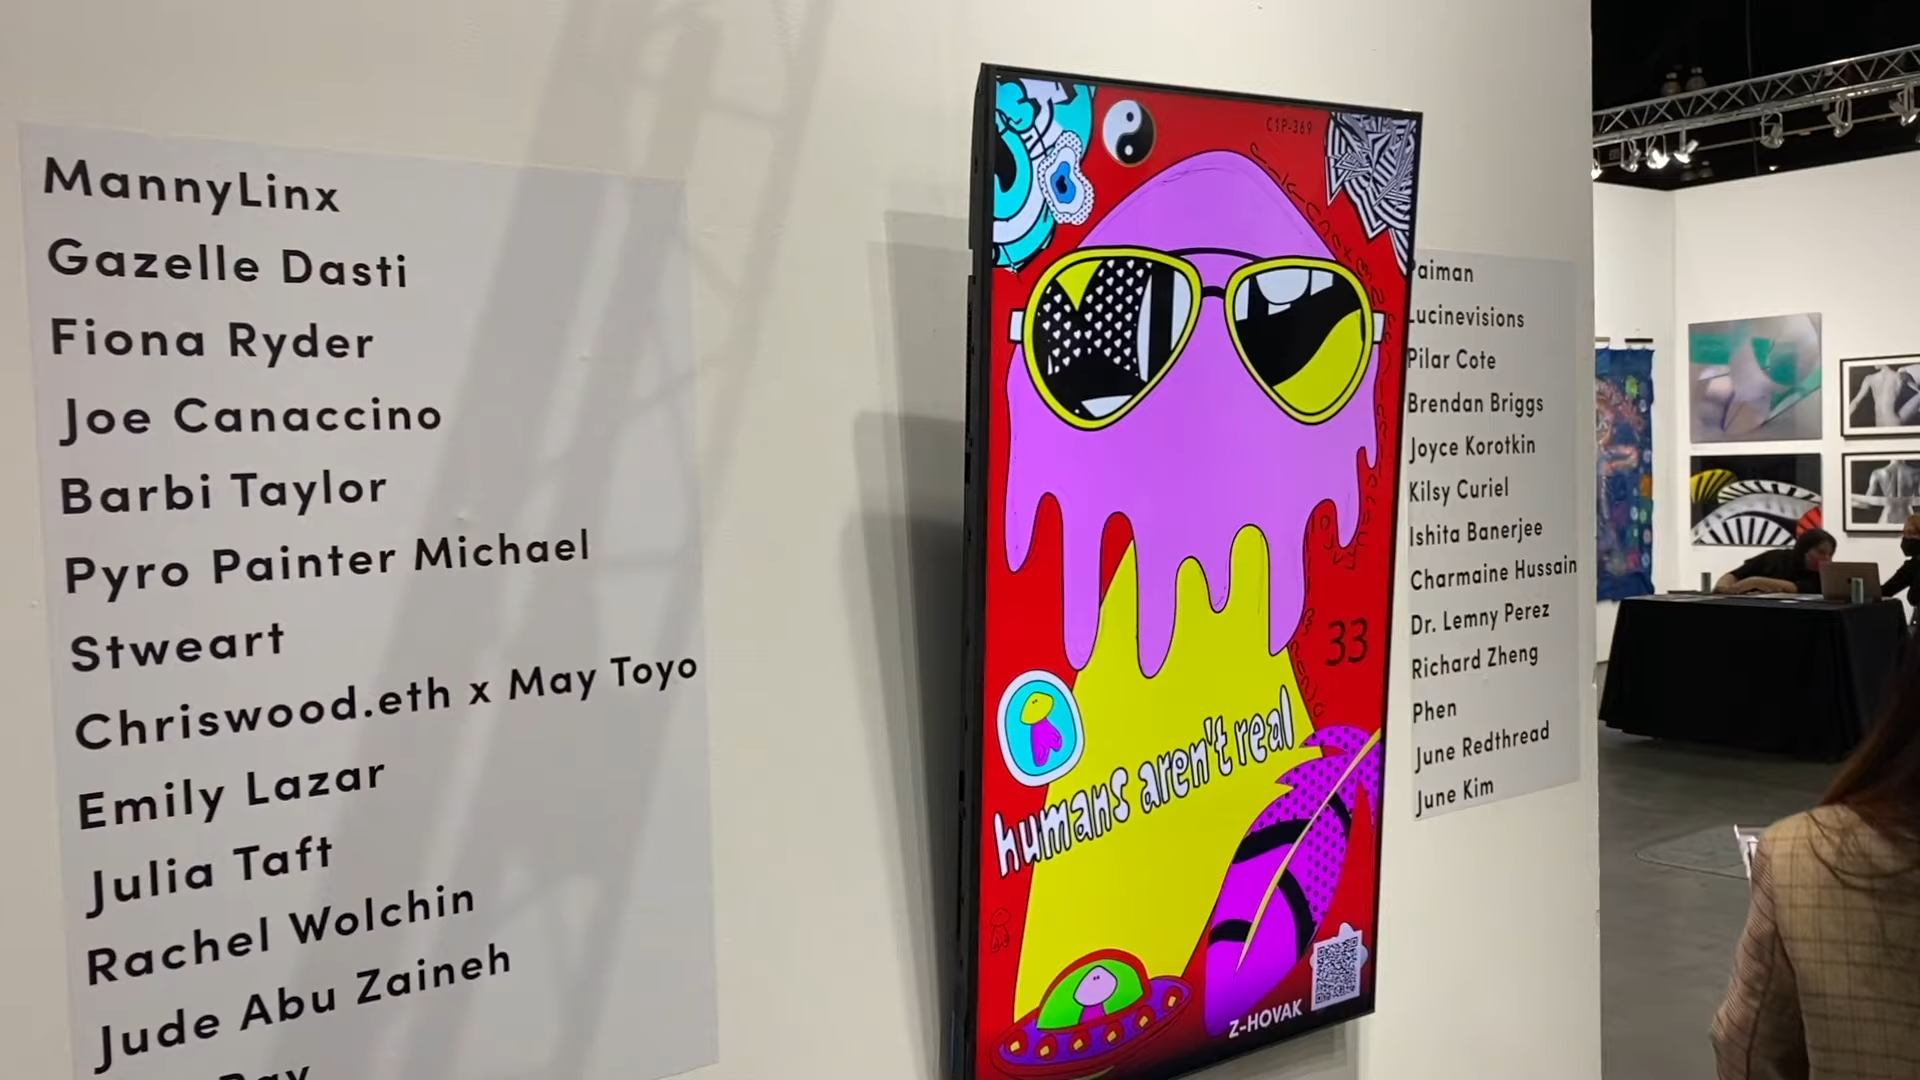 MannyLinx
Gazelle Dasti
Fiona Ryder
Joe Canaccino
Barbi Taylor
Pyro Painter Michael
Stweart
Chriswood.eth x May Toyo
Emily Lazar
Julia Taft
Rachel Wolchin
Jude Abu Zaineh
C1P-369
33
humans aren't real
Z-HOVAK
Lucinevisions
Pilar Cote
Brendan Briggs
Joyce Korotkin
Kilsy Curiel
Ishita Banerjee
Charmaine Hussain
Dr. Lemny Perez
Richard Zheng
Phen
June Redthread
June Kim